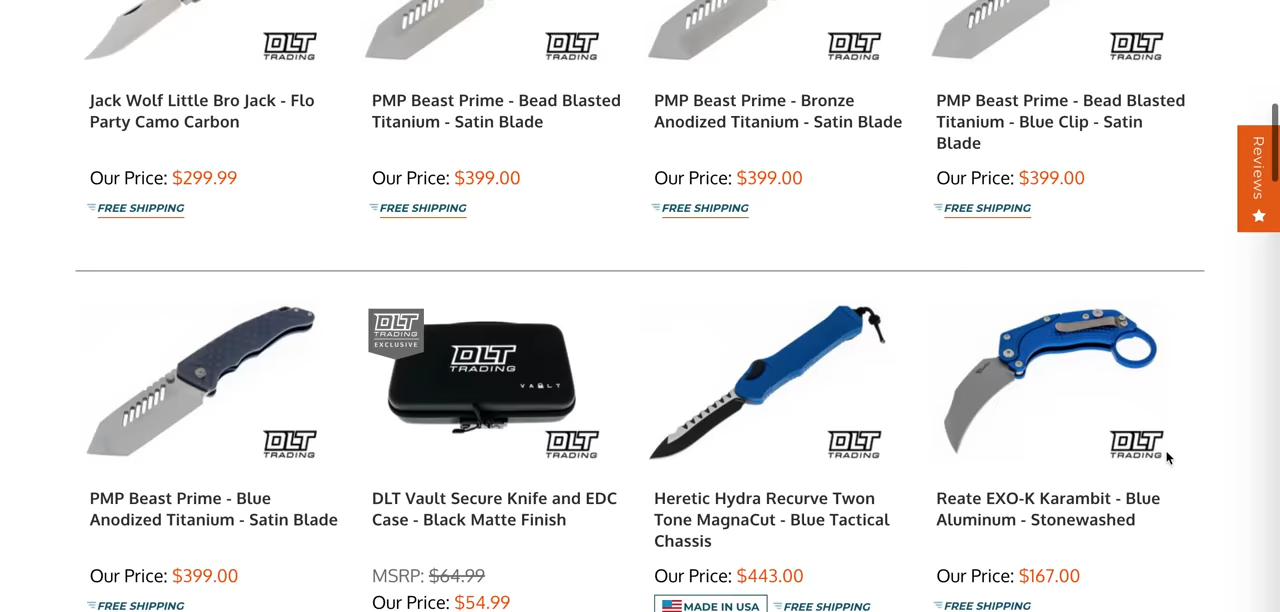 DLT
TRADING
DLT
TRADING
DLT
TRADING
DLT
TRADING
Jack Wolf Little Bro Jack - Flo
Party Camo Carbon
PMP Beast Prime - Bead Blasted
Titanium - Satin Blade
PMP Beast Prime - Bronze
Anodized Titanium - Satin Blade
PMP Beast Prime - Bead Blasted
Titanium - Blue Clip - Satin
Blade
Our Price: $299.99
Our Price: $399.00
Our Price: $399.00
Our Price: $399.00
FREE SHIPPING
FREE SHIPPING
FREE SHIPPING
FREE SHIPPING
Reviews
DLT
TRADING
DLT
TRADING
EXCLUSIVE
DLT
TRADING
VAULT
DLT
TRADING
DLT
TRADING
DLT
TRADING
PMP Beast Prime - Blue
Anodized Titanium - Satin Blade
DLT Vault Secure Knife and EDC
Case - Black Matte Finish
Heretic Hydra Recurve Twon
Tone MagnaCut - Blue Tactical
Chassis
Reate EXO-K Karambit - Blue
Aluminum - Stonewashed
Our Price: $399.00
MSRP: $64.99
Our Price: $54.99
Our Price: $443.00
Our Price: $167.00
FREE SHIPPING
MADE IN USA
FREE SHIPPING
FREE SHIPPING